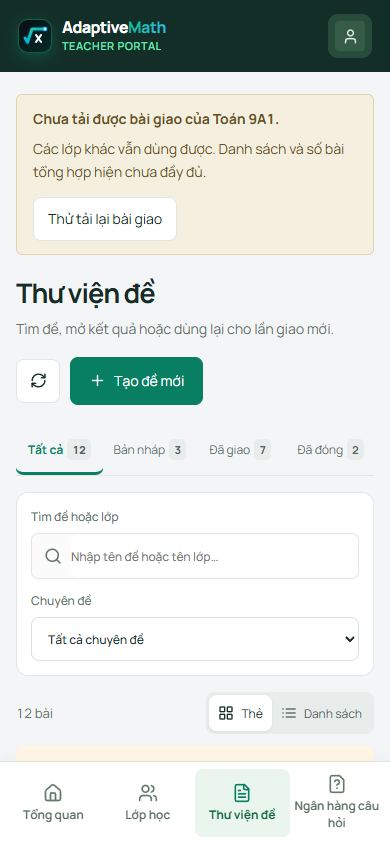 AdaptiveMath
TEACHER PORTAL
Chưa tải được bài giao của Toán 9A1.
Các lớp khác vẫn dùng được. Danh sách và số bài
tổng hợp hiện chưa đầy đủ.
Thử tải lại bài giao
Thư viện đề
Tìm đề, mở kết quả hoặc dùng lại cho lần giao mới.
Tạo đề mới
Tất cả 12 Bản nháp 3 Đã giao 7 Đã đóng 2
Tìm đề hoặc lớp
Nhập tên đề hoặc tên lớp...
Chuyên đề
Tất cả chuyên đề
12 bài Thẻ Danh sách
Tổng quan Lớp học Thư viện đề Ngân hàng câu
hỏi